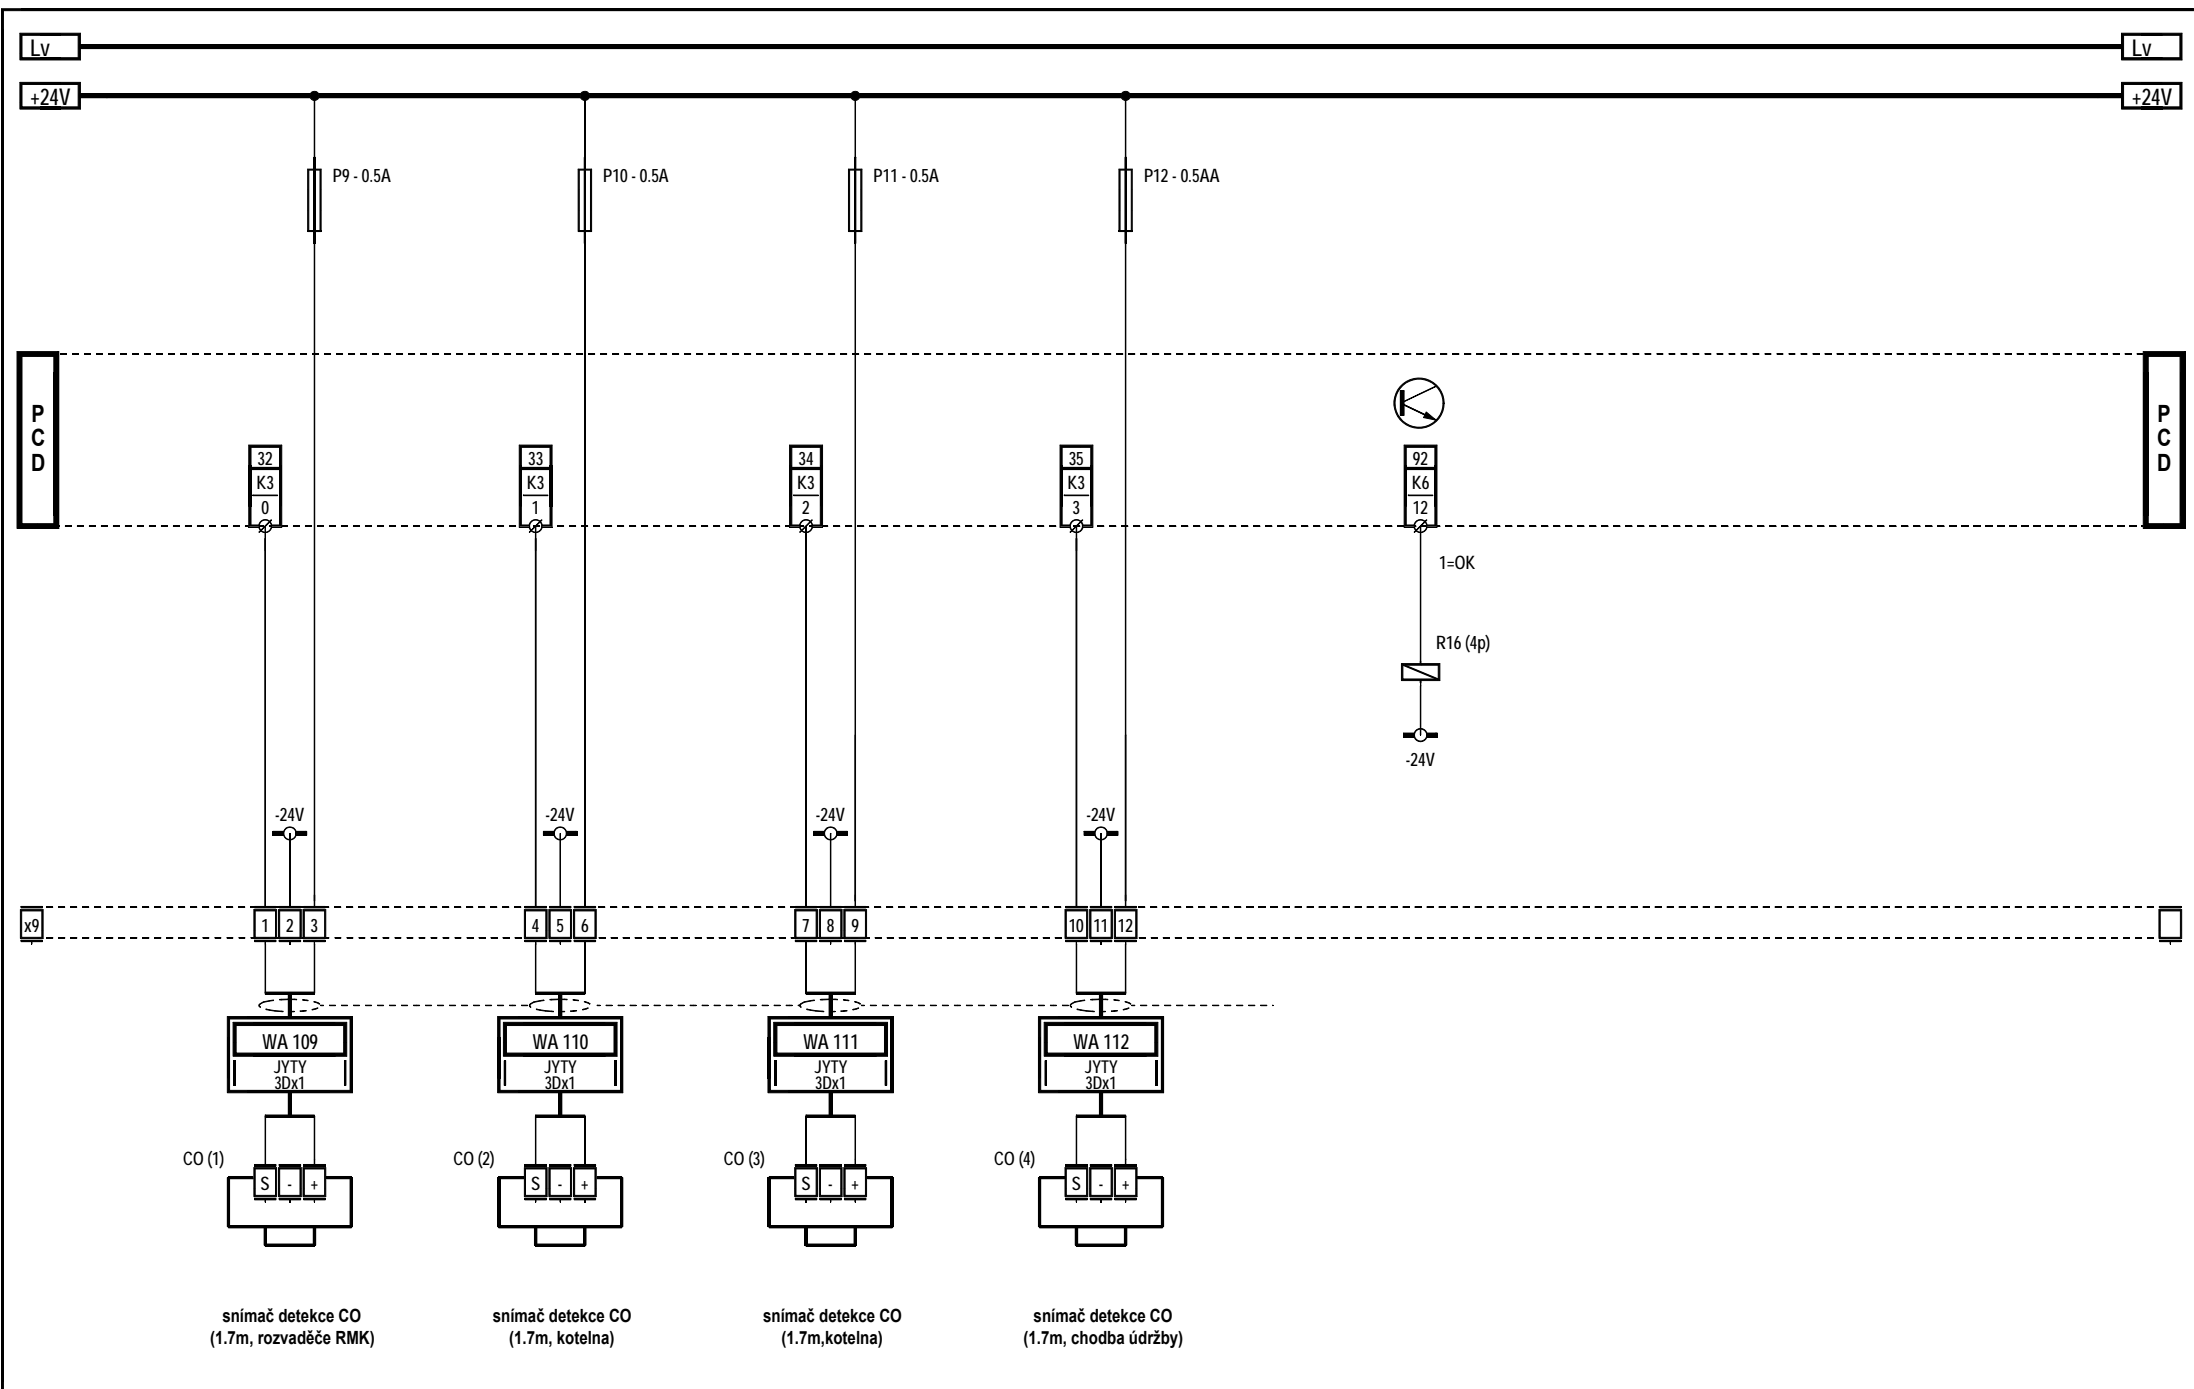 Lv
Lv
+24V
+24V
P9 - 0.5A
P10 - 0.5A
P11 - 0.5A
P12 - 0.5AA
P
C
D
P
C
D
32
33
34
35
92
K3
K3
K3
K3
K6
0
1
2
3
12
1=OK
R16 (4p)
-24V
-24V
-24V
-24V
-24V
x9
1 2 3
4 5 6
7 8 9
10 11 12
WA 109
WA 110
WA 111
WA 112
JYTY
JYTY
JYTY
JYTY
3Dx1
3Dx1
3Dx1
3Dx1
CO (1)
CO (2)
CO (3)
CO (4)
S - +
S - +
S - +
S - +
snímač detekce CO
(1.7m, rozvaděče RMK)
snímač detekce CO
(1.7m, kotelna)
snímač detekce CO
(1.7m,kotelna)
snímač detekce CO
(1.7m, chodba údržby)